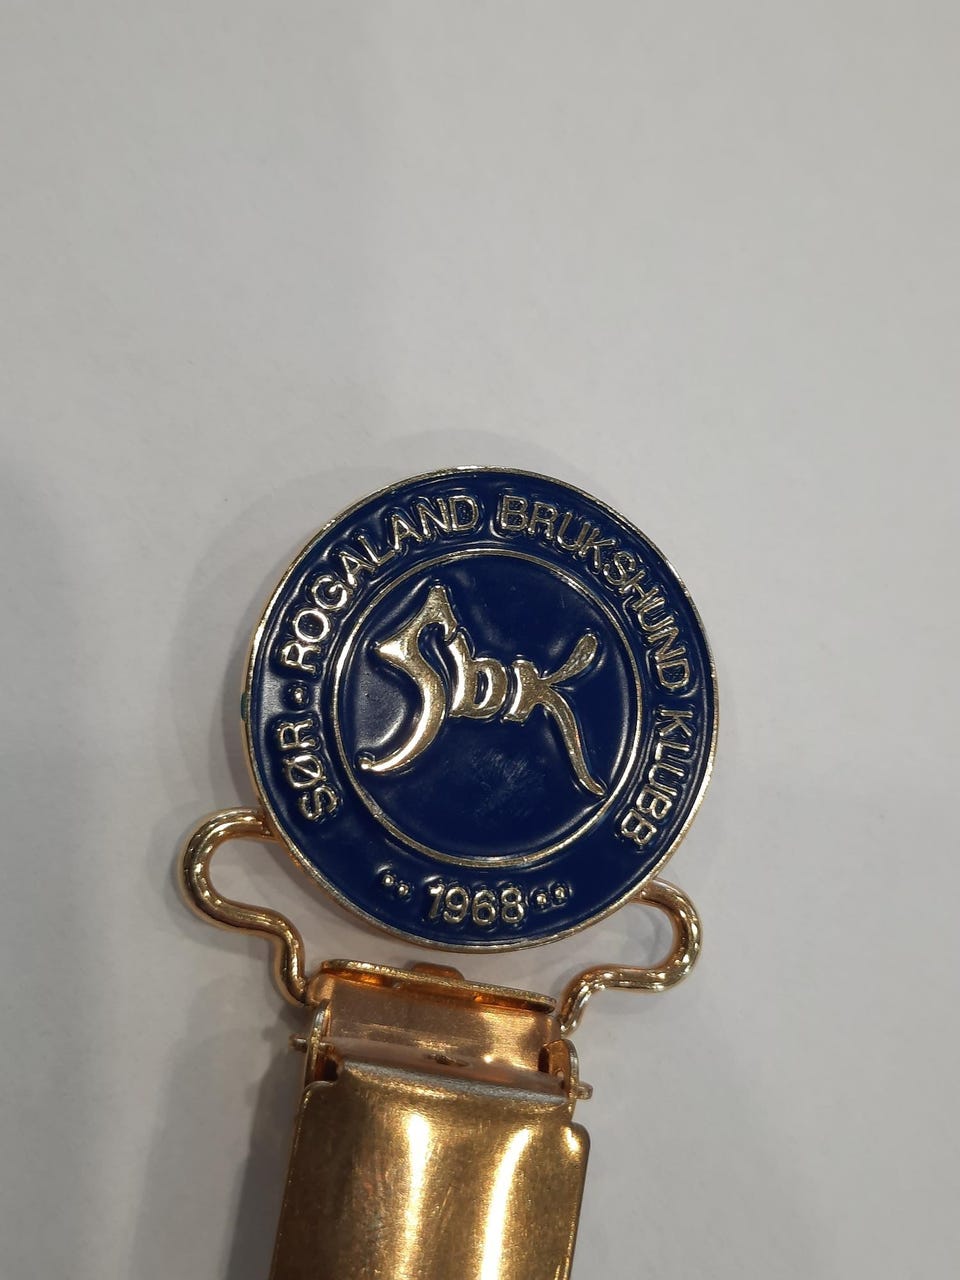 SØR · ROGALAND BRUKSHUND KLUBB
Sbk
·· 1968 ··